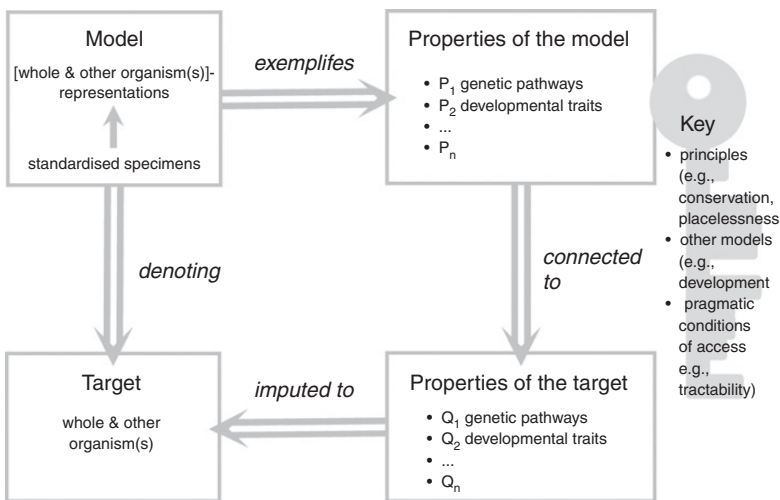 Model
[whole & other organism(s)]-
representations
standardised specimens
exemplifes
Properties of the model
• P1 genetic pathways
• P2 developmental traits
• ...
• Pn
Key
• principles
(e.g.,
conservation,
placelessness
• other models
(e.g.,
development
• pragmatic
conditions
of access
e.g.,
tractability)
denoting
connected
to
Target
whole & other
organism(s)
imputed to
Properties of the target
• Q1 genetic pathways
• Q2 developmental traits
• ...
• Qn